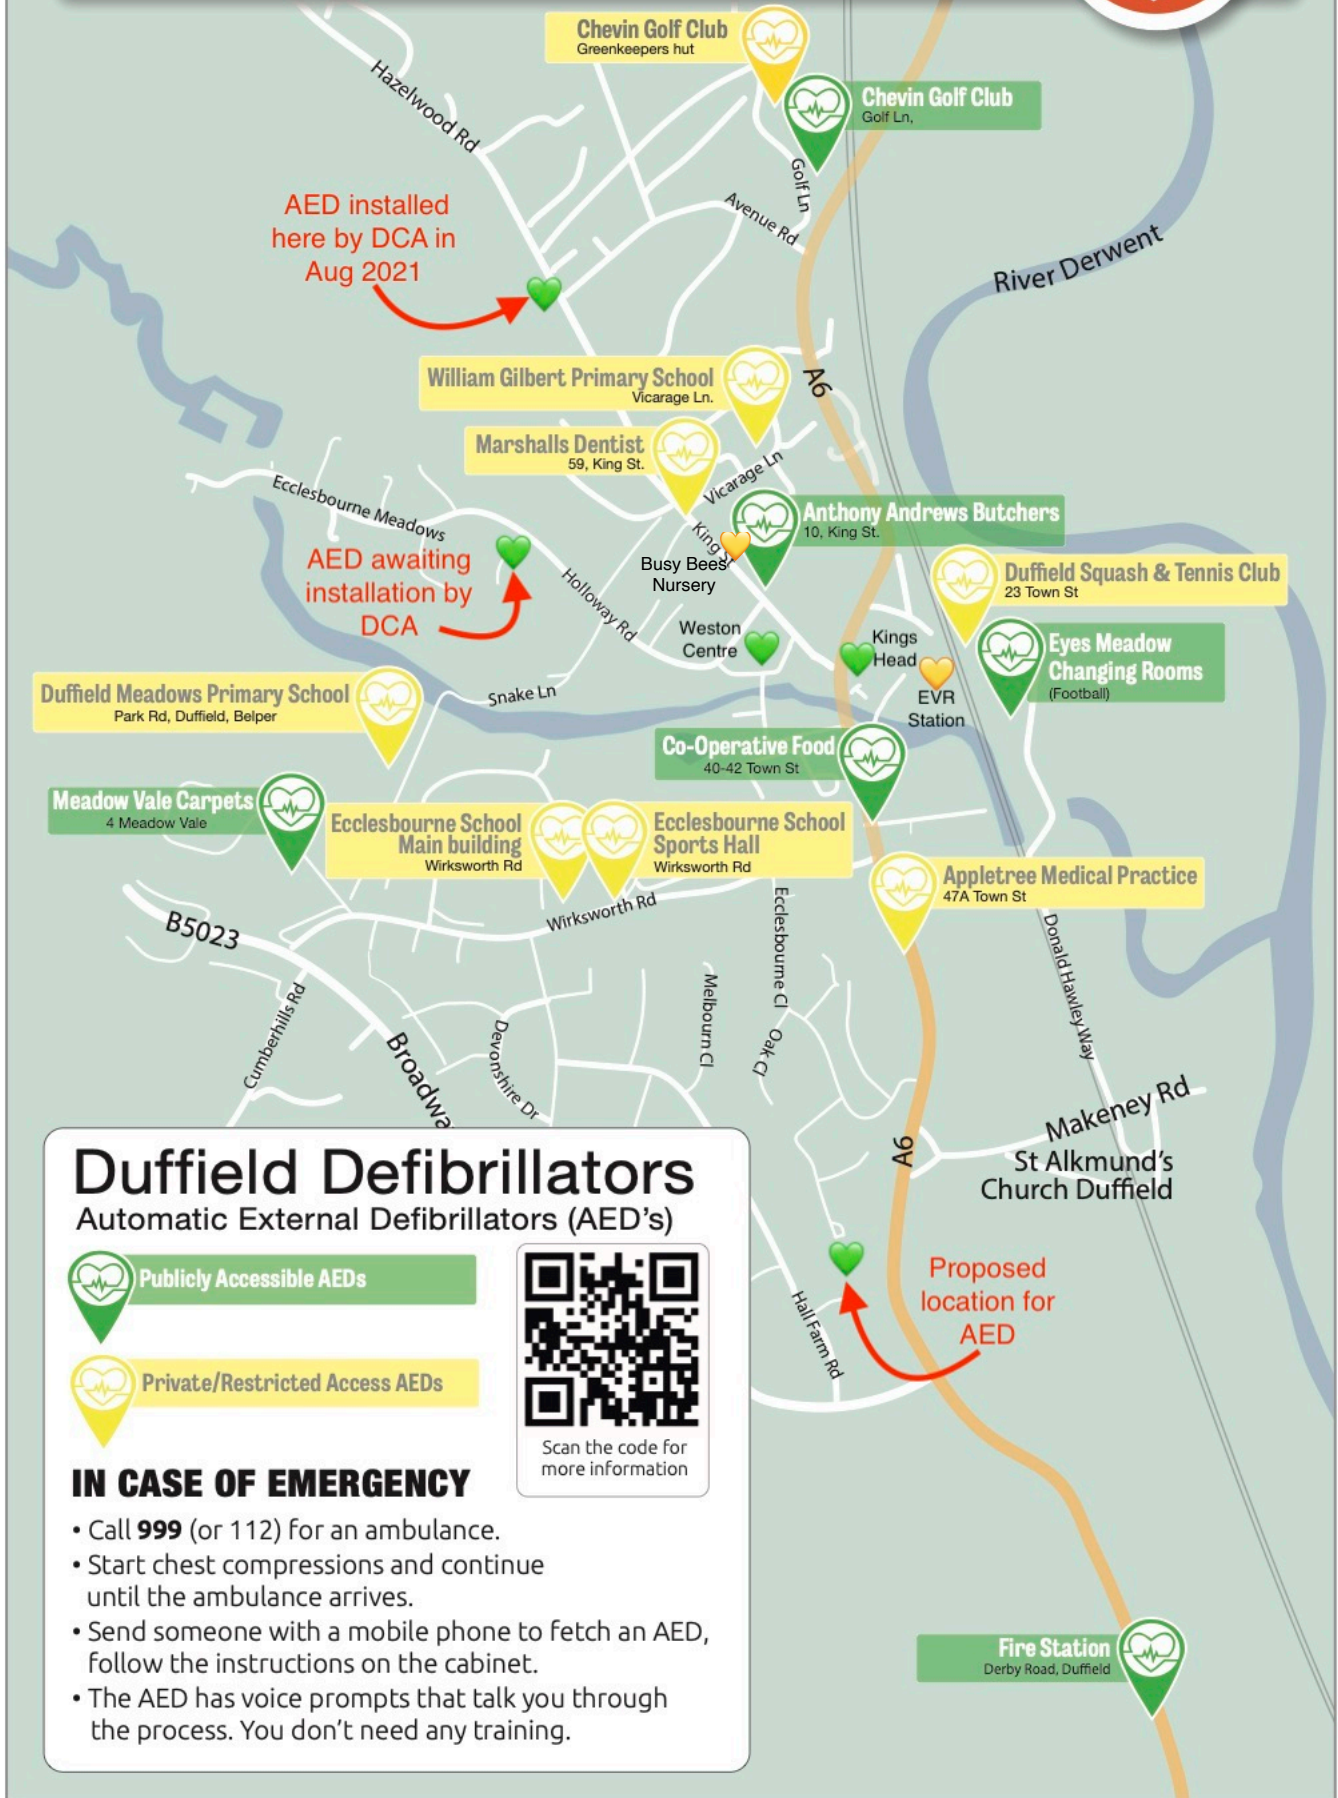 Chevin Golf Club
Greenkeepers hut
Chevin Golf Club
Golf Ln,
Hazelwood Rd
Golf Ln
Avenue Rd
AED installed
here by DCA in
Aug 2021
River Derwent
A6
William Gilbert Primary School
Vicarage Ln.
Marshalls Dentist
59, King St.
Vicarage Ln
Ecclesbourne Meadows
Anthony Andrews Butchers
10, King St.
King St
Busy Bees
Nursery
AED awaiting
installation by
DCA
Holloway Rd
Duffield Squash & Tennis Club
23 Town St
Weston
Centre
Kings
Head
Eyes Meadow
Changing Rooms
(Football)
EVR
Station
Duffield Meadows Primary School
Park Rd, Duffield, Belper
Snake Ln
Co-Operative Food
40-42 Town St
Meadow Vale Carpets
4 Meadow Vale
Ecclesbourne School
Main building
Wirksworth Rd
Ecclesbourne School
Sports Hall
Wirksworth Rd
Appletree Medical Practice
47A Town St
B5023
Wirksworth Rd
Ecclesbourne Cl
Donald Hawley Way
Cumberhills Rd
Broadwa
Devonshire Dr
Melbourn Cl
Oak Cl
Makeney Rd
A6
St Alkmund's
Church Duffield
Duffield Defibrillators
Automatic External Defibrillators (AED's)
Publicly Accessible AEDs
Private/Restricted Access AEDs
Scan the code for
more information
Proposed
location for
AED
Hall Farm Rd
IN CASE OF EMERGENCY
• Call 999 (or 112) for an ambulance.
• Start chest compressions and continue
until the ambulance arrives.
• Send someone with a mobile phone to fetch an AED,
follow the instructions on the cabinet.
• The AED has voice prompts that talk you through
the process. You don't need any training.
Fire Station
Derby Road, Duffield